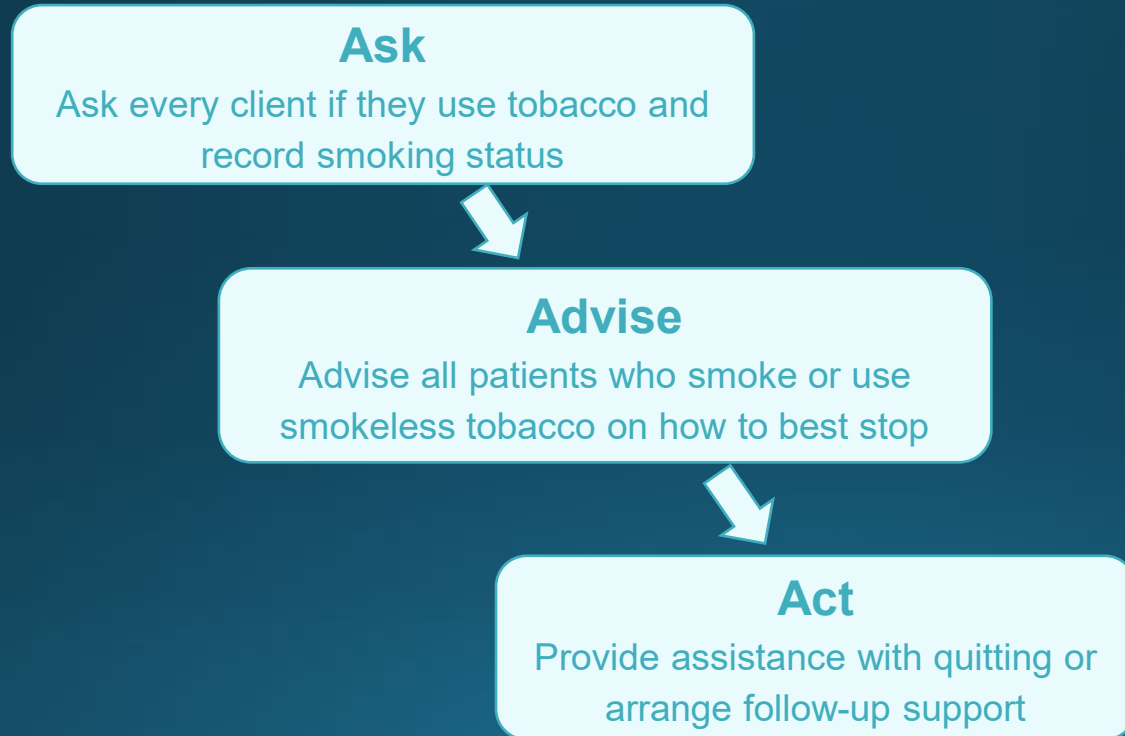 Ask
Ask every client if they use tobacco and
record smoking status
Advise
Advise all patients who smoke or use
smokeless tobacco on how to best stop
Act
Provide assistance with quitting or
arrange follow-up support